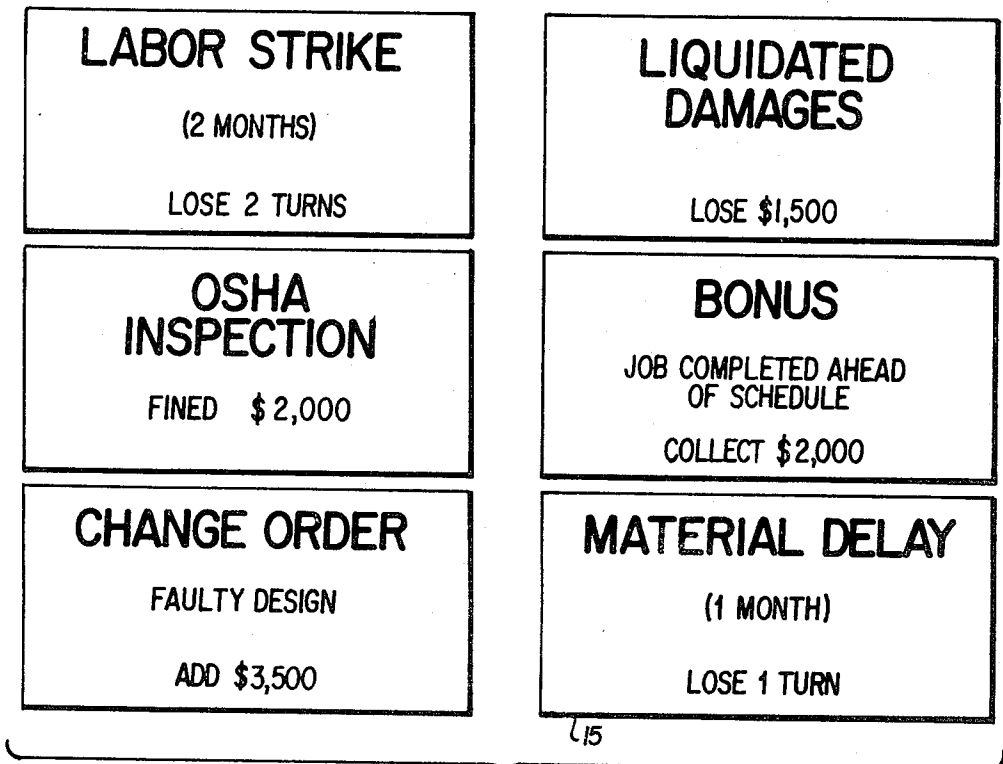 LABOR STRIKE
(2 MONTHS)
LOSE 2 TURNS
LIQUIDATED
DAMAGES
LOSE $1,500
OSHA
INSPECTION
FINED $2,000
BONUS
JOB COMPLETED AHEAD
OF SCHEDULE
COLLECT $2,000
CHANGE ORDER
FAULTY DESIGN
ADD $3,500
MATERIAL DELAY
(1 MONTH)
LOSE 1 TURN
15